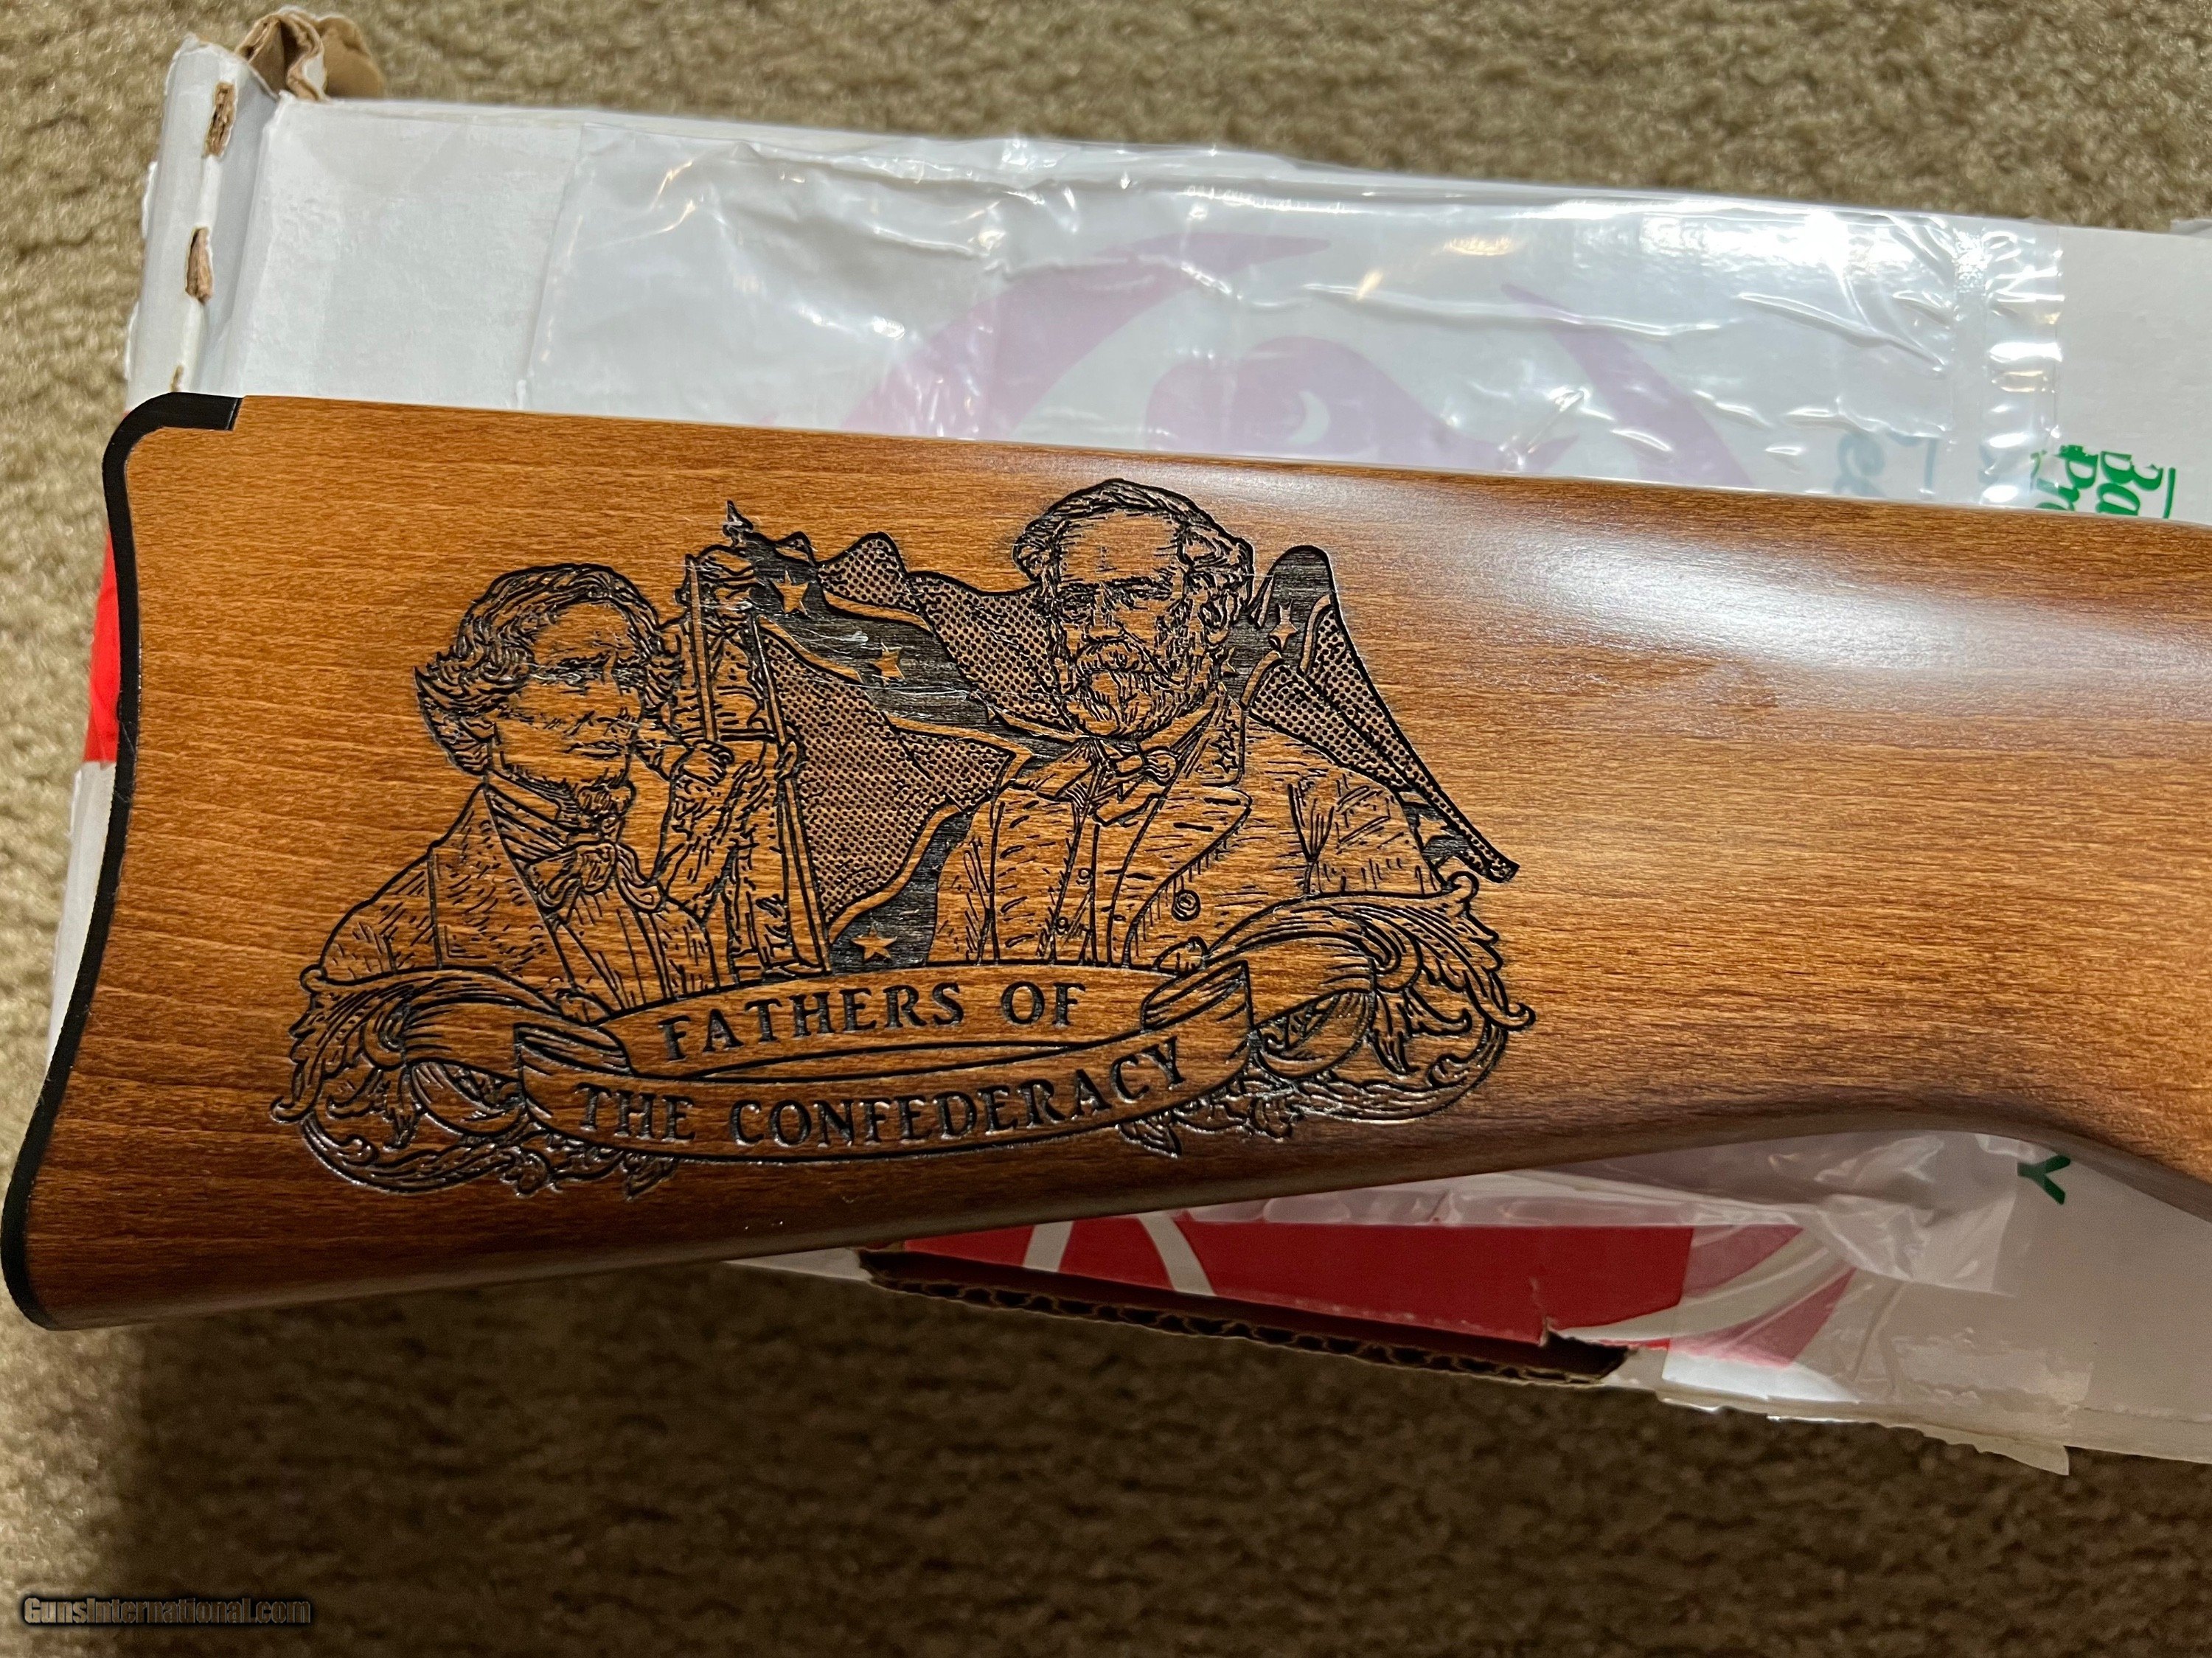 FATHERS OF
THE CONFEDERACY
GunsInternational.com